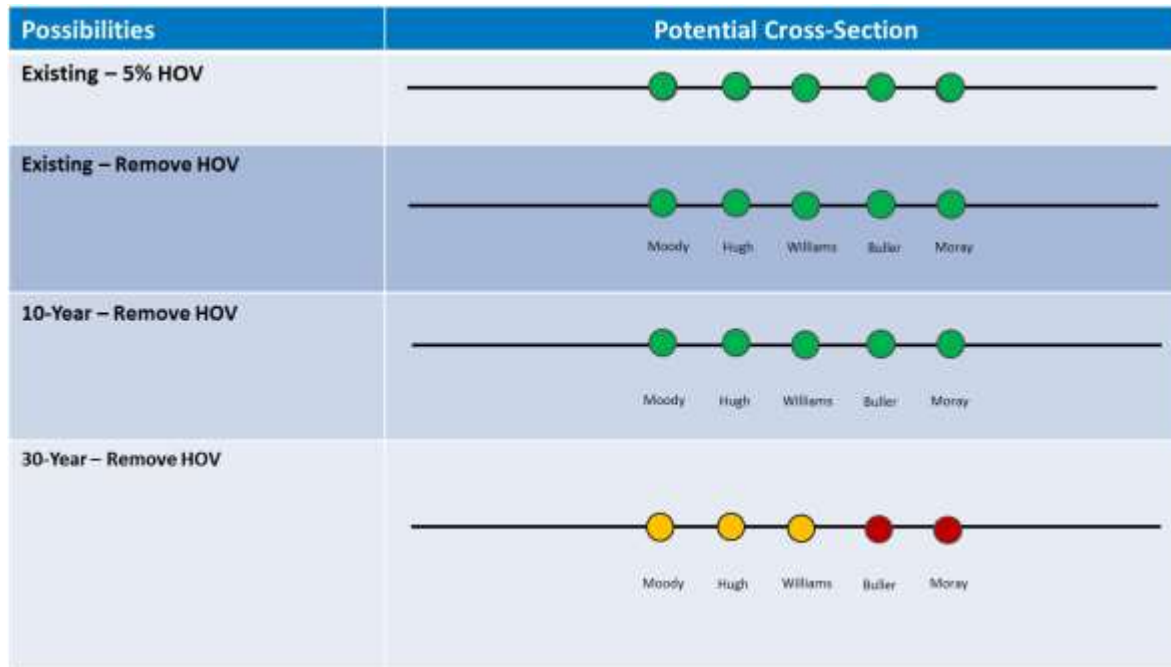 Possibilities
Potential Cross-Section
Existing – 5% HOV
Existing – Remove HOV
Moody Hugh Williams Buller Moray
10-Year – Remove HOV
Moody Hugh Williams Buller Moray
30-Year – Remove HOV
Moody Hugh Williams Buller Moray